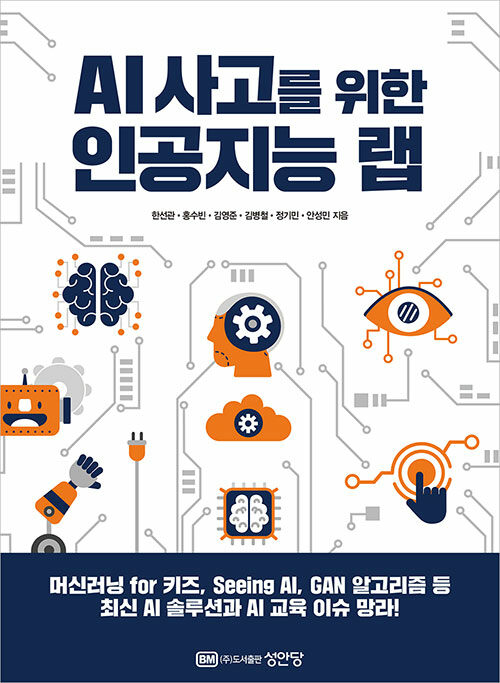 AI 사고를 위한
인공지능 랩
한선관 • 홍수빈 • 김영준 • 김병철 • 정기민 • 안성민 지음
머신러닝 for 키즈, Seeing AI, GAN 알고리즘 등
최신 AI 솔루션과 AI 교육 이슈 망라!
BM (주)도서출판 성안당